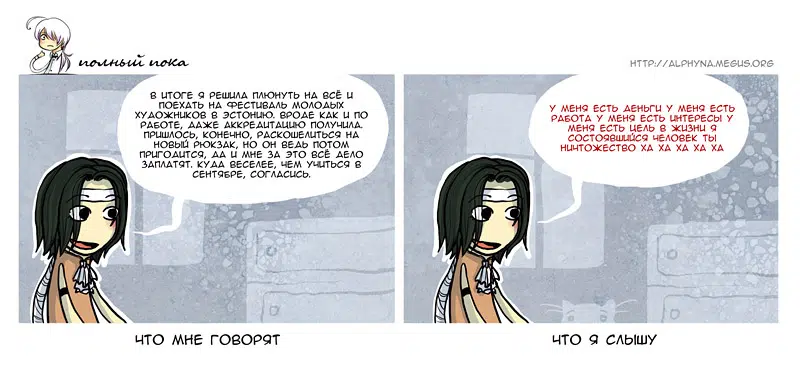 полный пока
HTTP://ALPHYNA.MEGUS.ORG
В ИТОГЕ Я РЕШИЛА ПЛЮНУТЬ НА ВСЁ И
ПОЕХАТЬ НА ФЕСТИВАЛЬ МОЛОДЫХ
ХУДОЖНИКОВ В ЭСТОНИЮ. ВРОДЕ КАК И ПО
РАБОТЕ, ДАЖЕ АККРЕДИТАЦИЮ ПОЛУЧИЛА.
ПРИШЛОСЬ, КОНЕЧНО, РАСКОШЕЛИТЬСЯ НА
НОВЫЙ РЮКЗАК, НО ОН ВЕДЬ ПОТОМ
ПРИГОДИТСЯ, ДА И МНЕ ЗА ЭТО ВСЁ ДЕЛО
ЗАПЛАТЯТ. КУДА ВЕСЕЛЕЕ, ЧЕМ УЧИТЬСЯ В
СЕНТЯБРЕ, СОГЛАСИСЬ.
У МЕНЯ ЕСТЬ ДЕНЬГИ У МЕНЯ ЕСТЬ
РАБОТА У МЕНЯ ЕСТЬ ИНТЕРЕСЫ У
МЕНЯ ЕСТЬ ЦЕЛЬ В ЖИЗНИ Я
СОСТОЯВШИЙСЯ ЧЕЛОВЕК ТЫ
НИЧТОЖЕСТВО ХА ХА ХА ХА ХА
ЧТО МНЕ ГОВОРЯТ
ЧТО Я СЛЫШУ